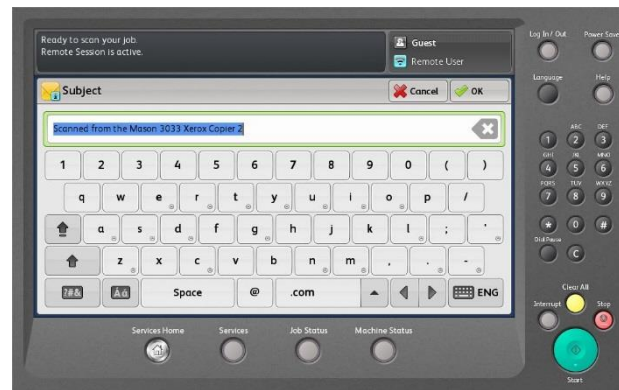 Ready to scan your job.
Remote Session is active.
Guest
Remote User
Log In / Out
Power Save
Language
Help
Subject
Cancel
OK
Scanned from the Mason 3033 Xerox Copier 2
1 2 3 4 5 6 7 8 9 0 ( )
q w e r t y u i o p /
a s d f g h j k l ; '
z x c v b n m , . -
?#& Àô Space @ .com ENG
ABC DEF
1 2 3
GHI JKL MNO
4 5 6
PQRS TUV WXYZ
7 8 9
* 0 #
Dial Pause
C
Clear All
Interrupt
Stop
Start
Services Home
Services
Job Status
Machine Status